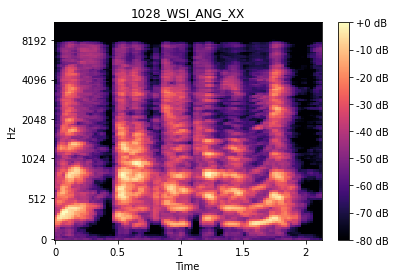 1028_WSI_ANG_XX
+0 dB
8192
-10 dB
4096
-20 dB
-30 dB
2048
-40 dB
1024
-50 dB
512
-60 dB
-70 dB
0
-80 dB
0
0.5
1
1.5
2
Hz
Time